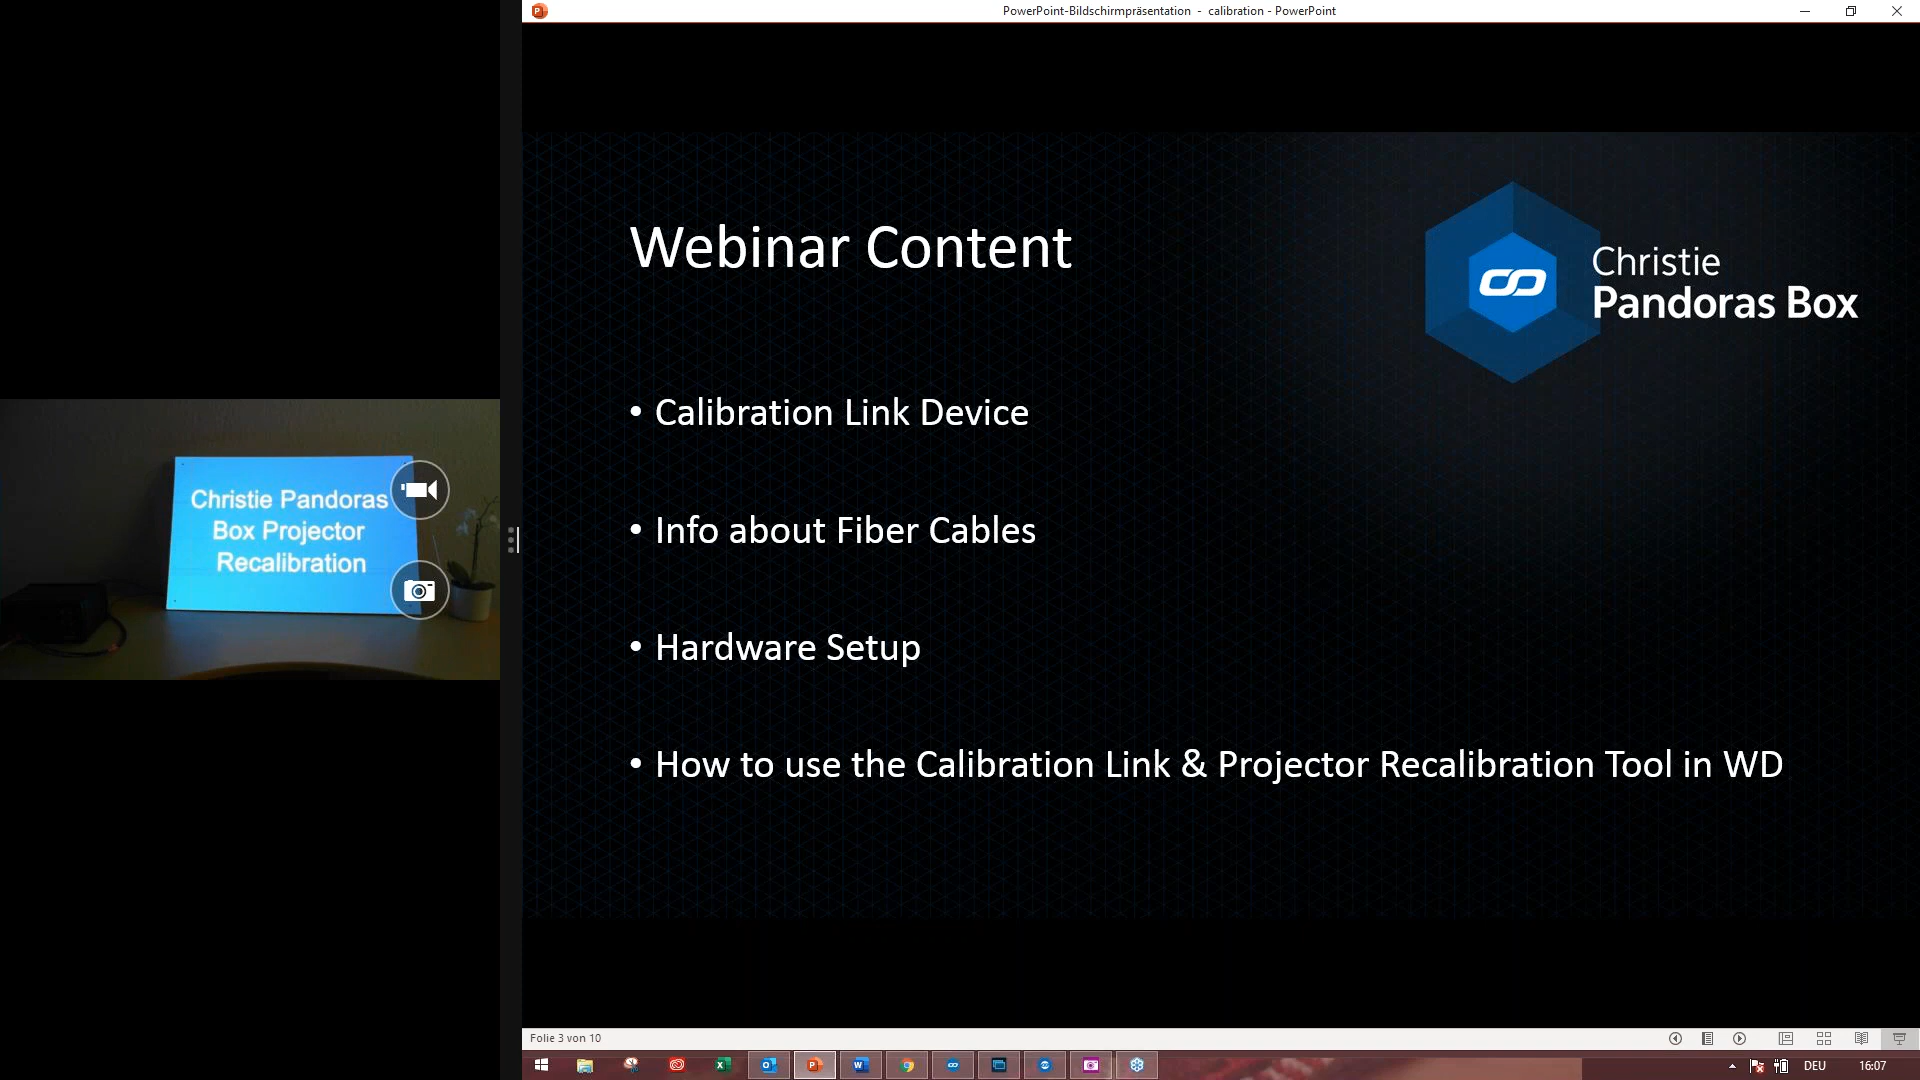 PowerPoint-Bildschirmpräsentation - calibration - PowerPoint
Christie Pandoras
Box Projector
Recalibration
Webinar Content
Christie
Pandoras Box
• Calibration Link Device
• Info about Fiber Cables
• Hardware Setup
• How to use the Calibration Link & Projector Recalibration Tool in WD
Folie 3 von 10
DEU
16:07